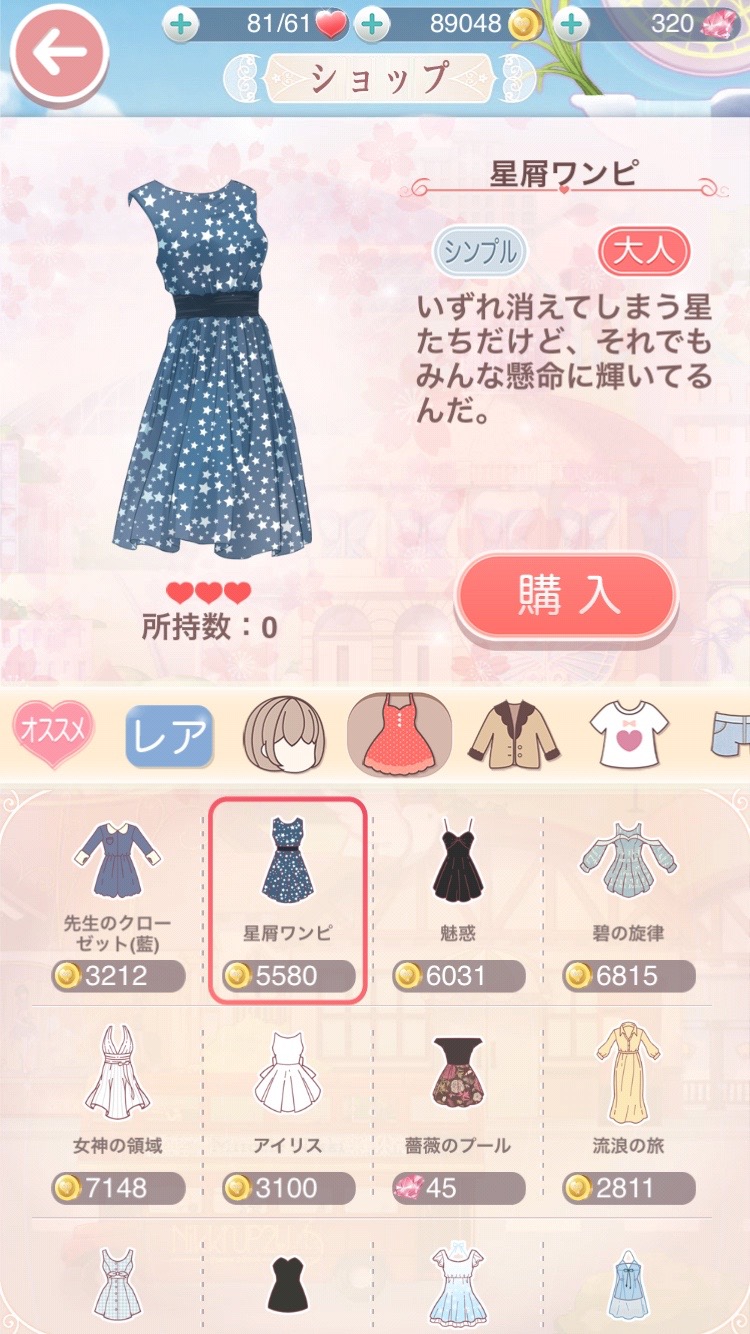 81/61 89048 320
ショップ
星屑ワンピ
シンプル 大人
いずれ消えてしまう星
たちだけど、それでも
みんな懸命に輝いてる
んだ。
所持数：0
購入
オススメ レア
先生のクロー
ゼット(藍)
星屑ワンピ
魅惑
碧の旋律
3212 5580 6031 6815
女神の領域 アイリス 薔薇のプール 流浪の旅
7148 3100 45 2811